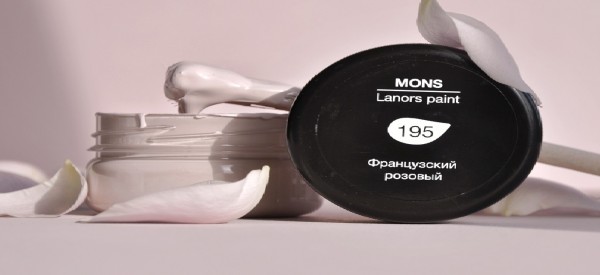 MONS
Lanors paint
195
Французский
розовый